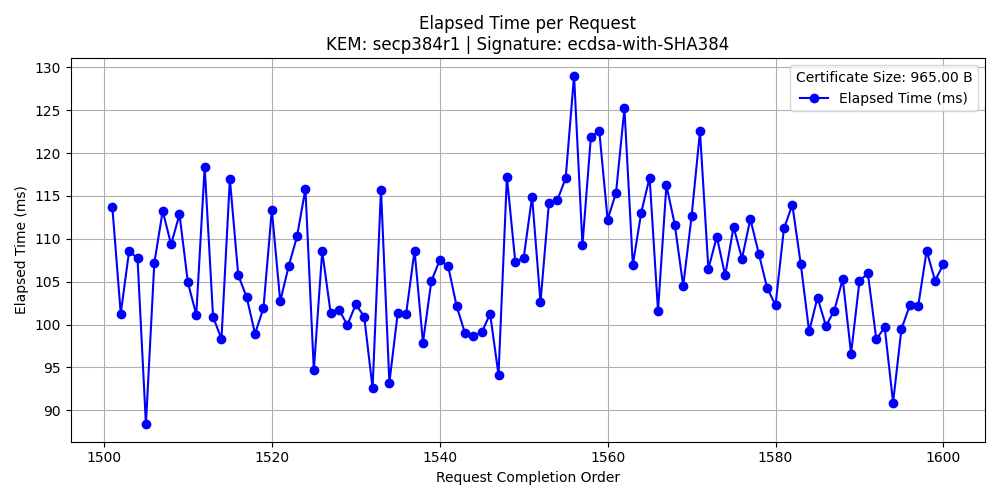 Elapsed Time per Request
KEM: secp384r1 | Signature: ecdsa-with-SHA384
Certificate Size: 965.00 B
Elapsed Time (ms)
Elapsed Time (ms)
130
125
120
115
110
105
100
95
90
1500 1520 1540 1560 1580 1600
Request Completion Order